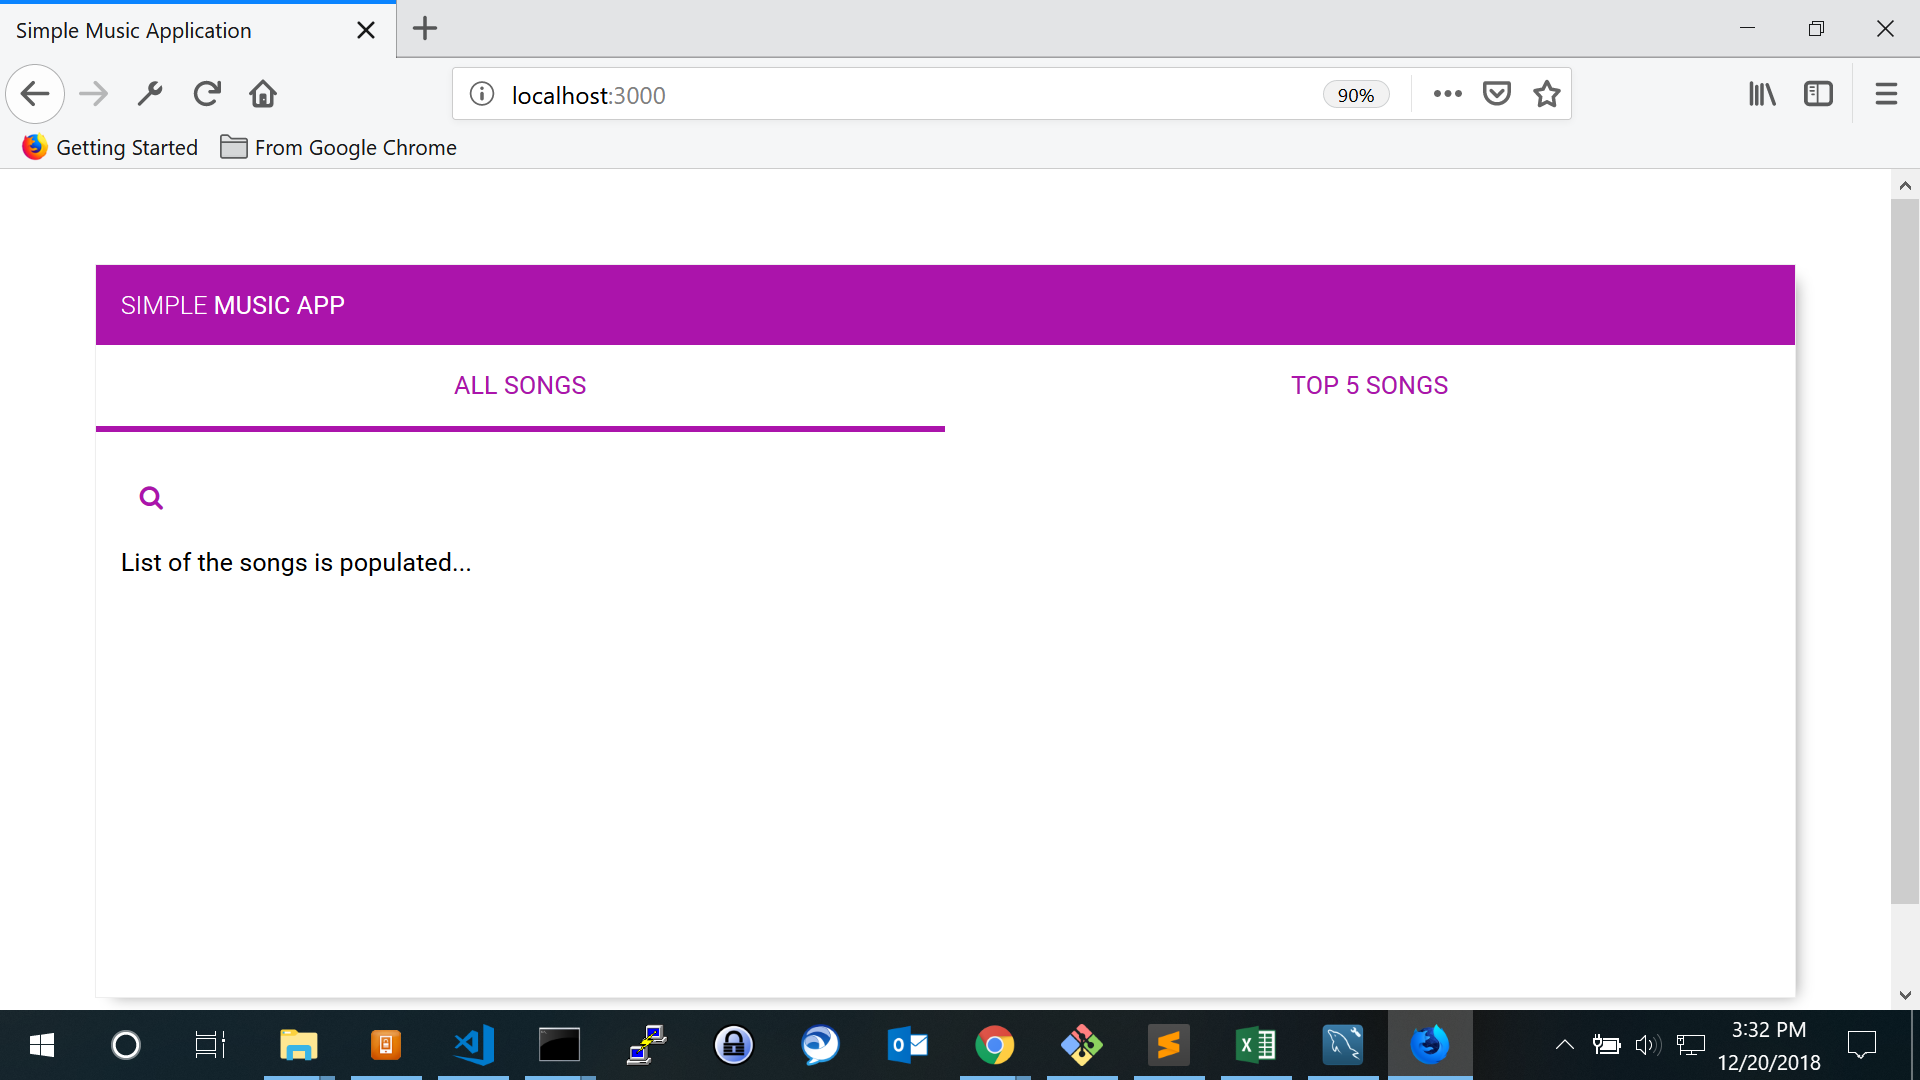 Simple Music Application
localhost:3000
90%
Getting Started
From Google Chrome
SIMPLE MUSIC APP
ALL SONGS
TOP 5 SONGS
List of the songs is populated...
3:32 PM
12/20/2018